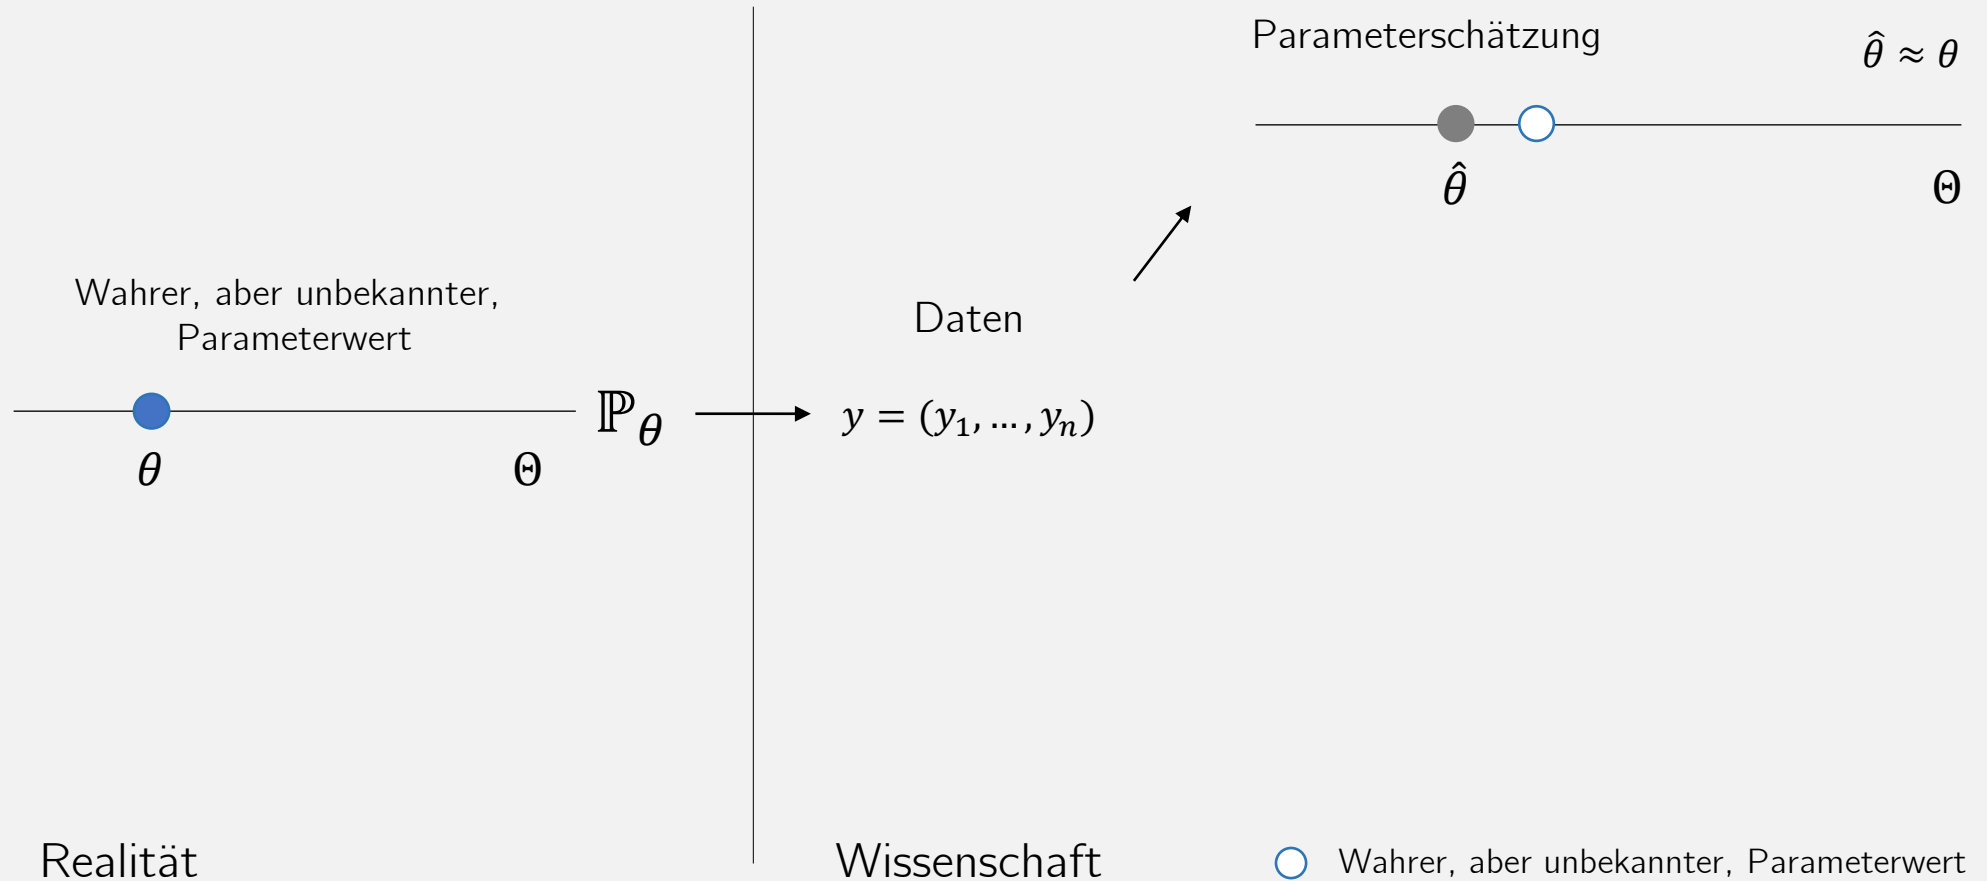 Parameterschätzung
θ̂ ≈ θ
θ̂
Θ
Wahrer, aber unbekannter,
Parameterwert
θ
Θ
ℙθ
Daten
y = (y₁, … , yₙ)
Realität
Wissenschaft
Wahrer, aber unbekannter, Parameterwert